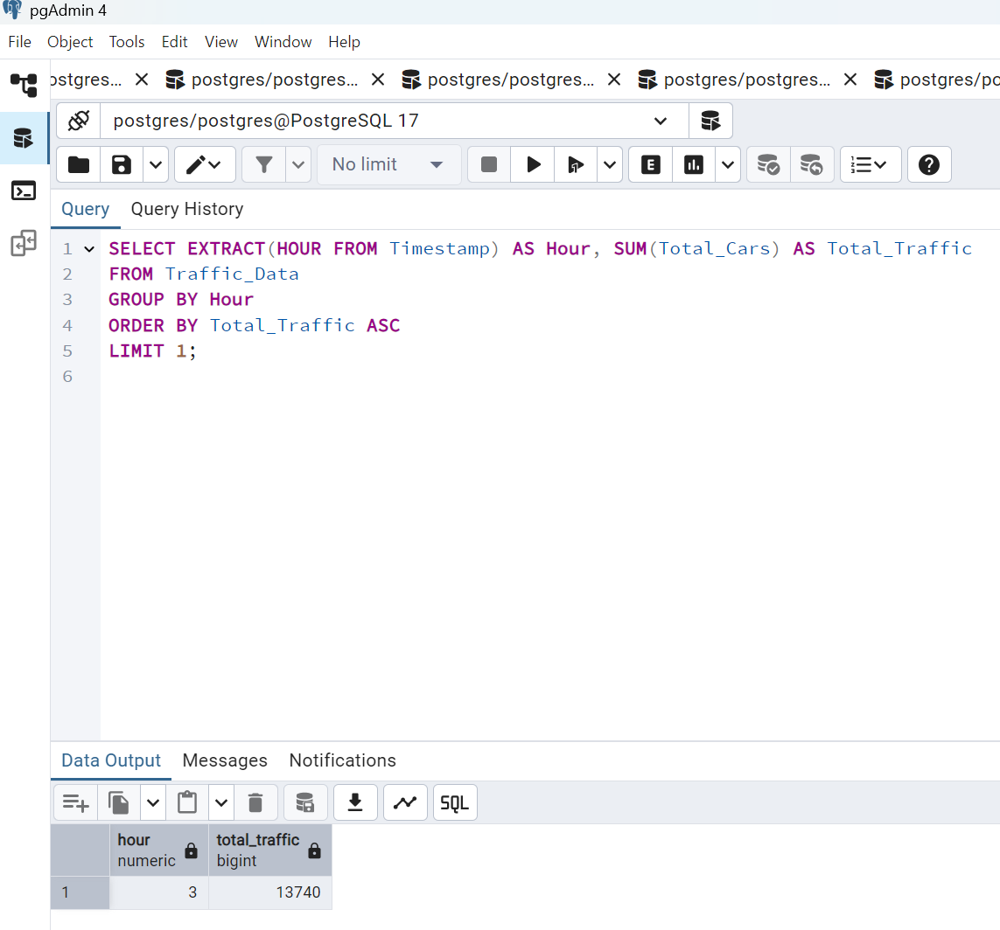 pgAdmin 4
File Object Tools Edit View Window Help
ostgres... postgres/postgres... postgres/postgres... postgres/postgres... postgres/po
postgres/postgres@PostgreSQL 17
No limit E
Query Query History
1 SELECT EXTRACT(HOUR FROM Timestamp) AS Hour, SUM(Total_Cars) AS Total_Traffic
2 FROM Traffic_Data
3 GROUP BY Hour
4 ORDER BY Total_Traffic ASC
5 LIMIT 1;
6
Data Output Messages Notifications
SQL
hour total_traffic
numeric bigint
1 3 13740